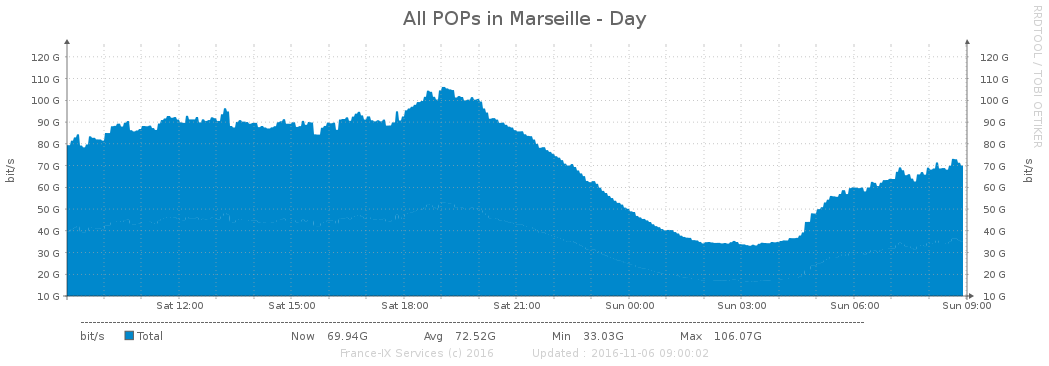 All POPs in Marseille - Day
RRDTOOL / TOBI OETIKER
120 G 120 G
110 G 110 G
100 G 100 G
90 G 90 G
80 G 80 G
70 G 70 G
60 G 60 G
50 G 50 G
40 G 40 G
30 G 30 G
20 G 20 G
10 G 10 G
bit/s
bit/s
Sat 12:00 Sat 15:00 Sat 18:00 Sat 21:00 Sun 00:00 Sun 03:00 Sun 06:00 Sun 09:00
bit/s Total Now 69.94G Avg 72.52G Min 33.03G Max 106.07G
France-IX Services (c) 2016 Updated : 2016-11-06 09:00:02